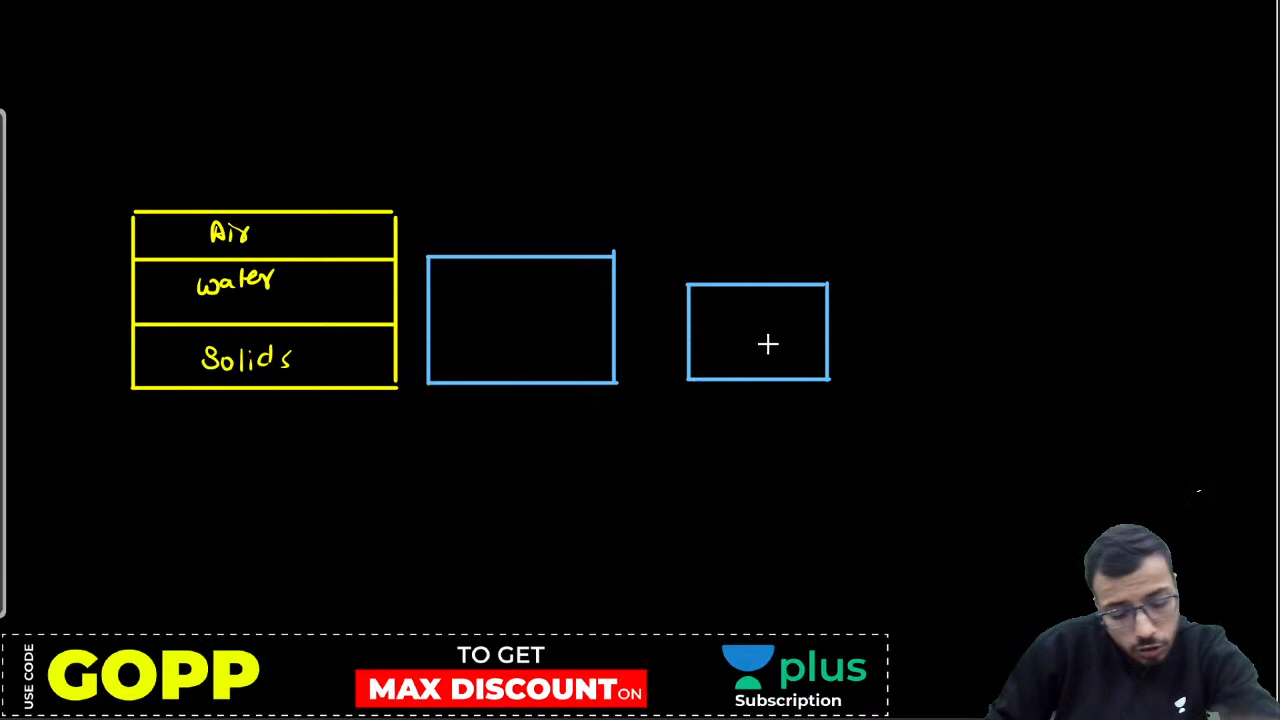 Air
water
Solids
USE CODE
GOPP
TO GET
MAX DISCOUNT ON
plus
Subscription